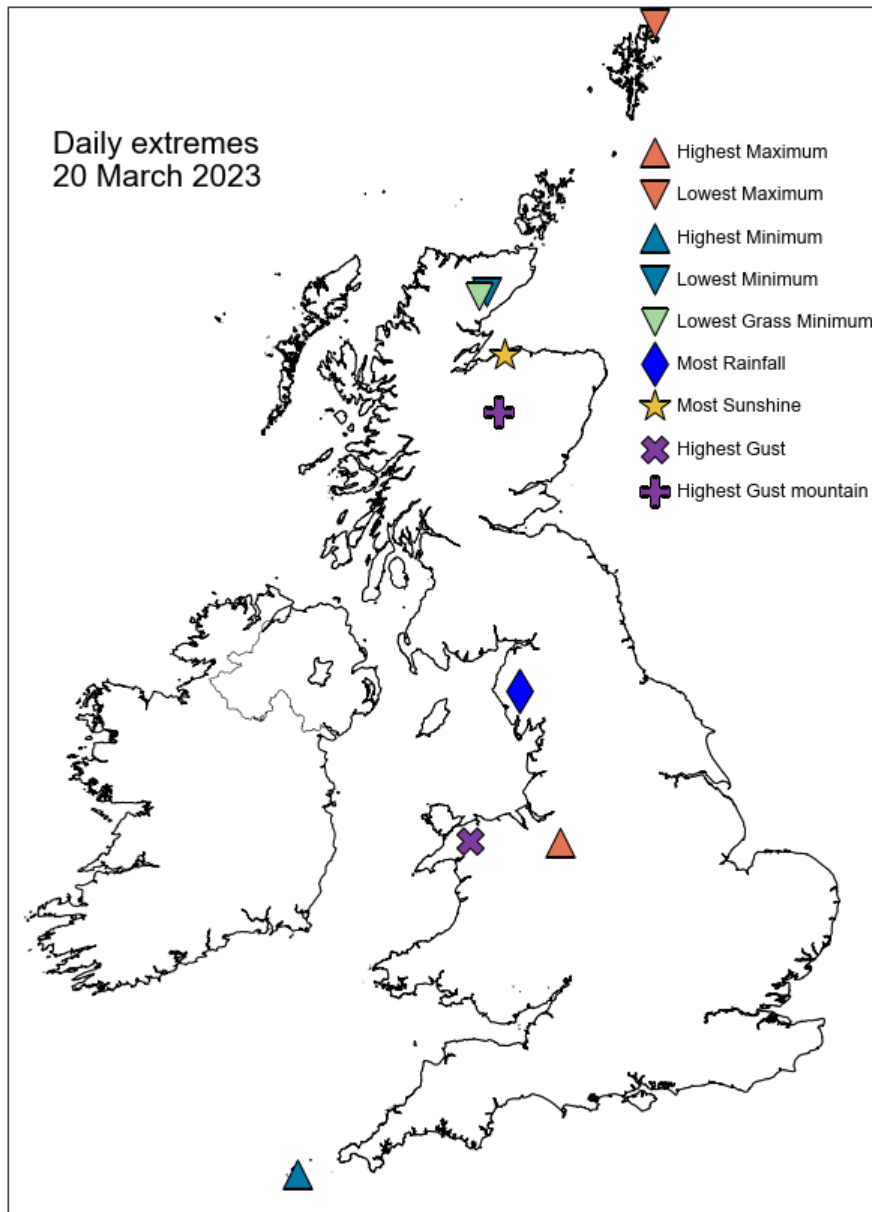 Daily extremes
20 March 2023
Highest Maximum
Lowest Maximum
Highest Minimum
Lowest Minimum
Lowest Grass Minimum
Most Rainfall
Most Sunshine
Highest Gust
Highest Gust mountain